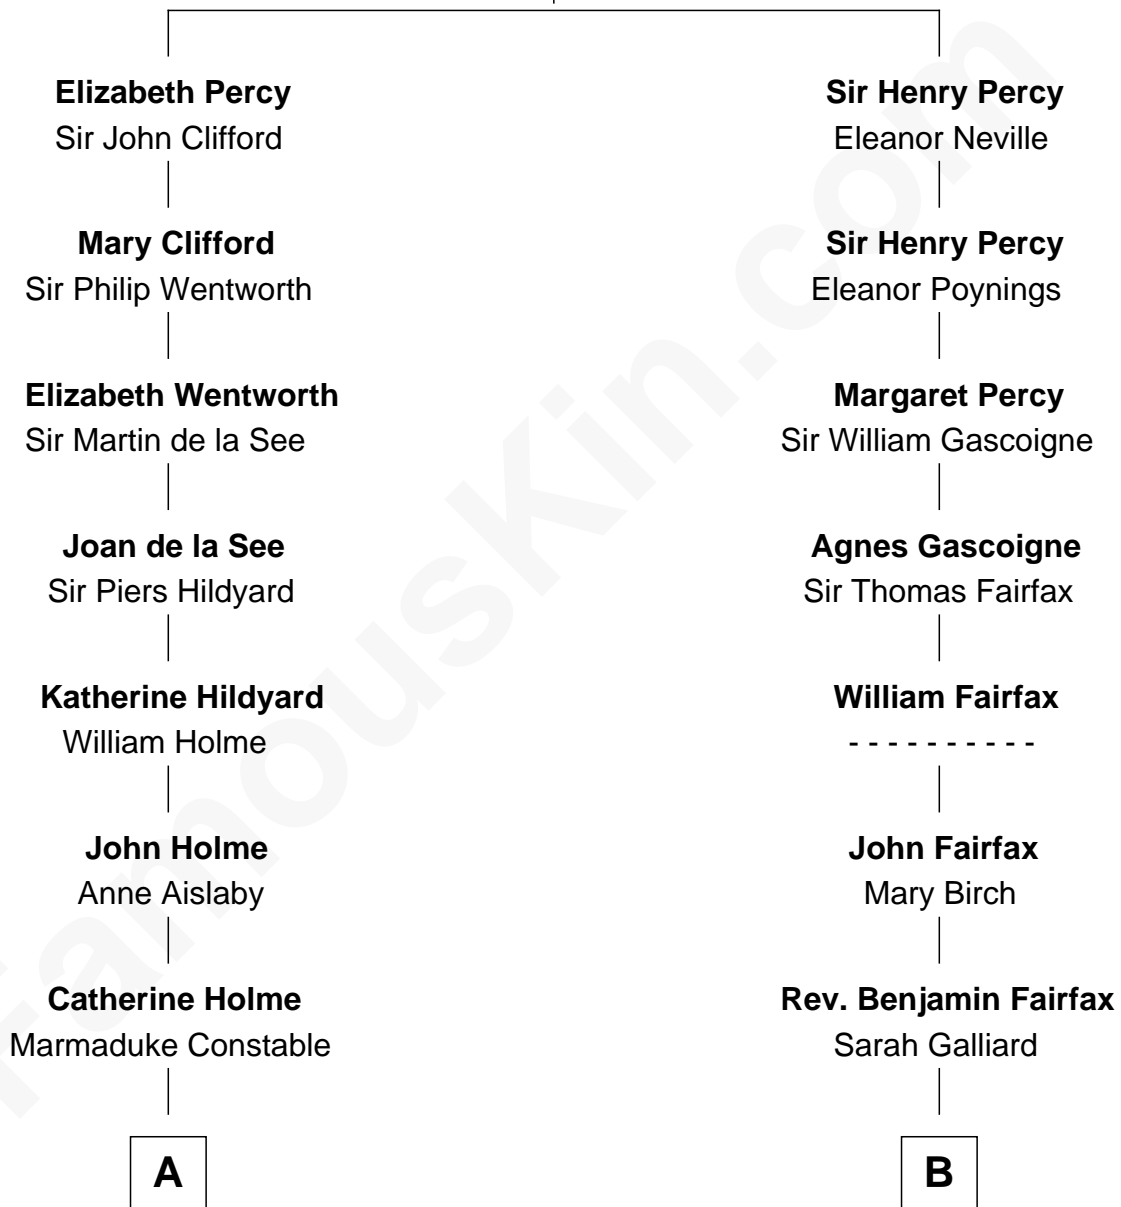 Elizabeth Percy
Sir John Clifford
Mary Clifford
Sir Philip Wentworth
Elizabeth Wentworth
Sir Martin de la See
Joan de la See
Sir Piers Hildyard
Katherine Hildyard
William Holme
John Holme
Anne Aislaby
Catherine Holme
Marmaduke Constable
A
Sir Henry Percy
Eleanor Neville
Sir Henry Percy
Eleanor Poynings
Margaret Percy
Sir William Gascoigne
Agnes Gascoigne
Sir Thomas Fairfax
William Fairfax
- - - - - - - - - -
John Fairfax
Mary Birch
Rev. Benjamin Fairfax
Sarah Galliard
B
FamousKin.com